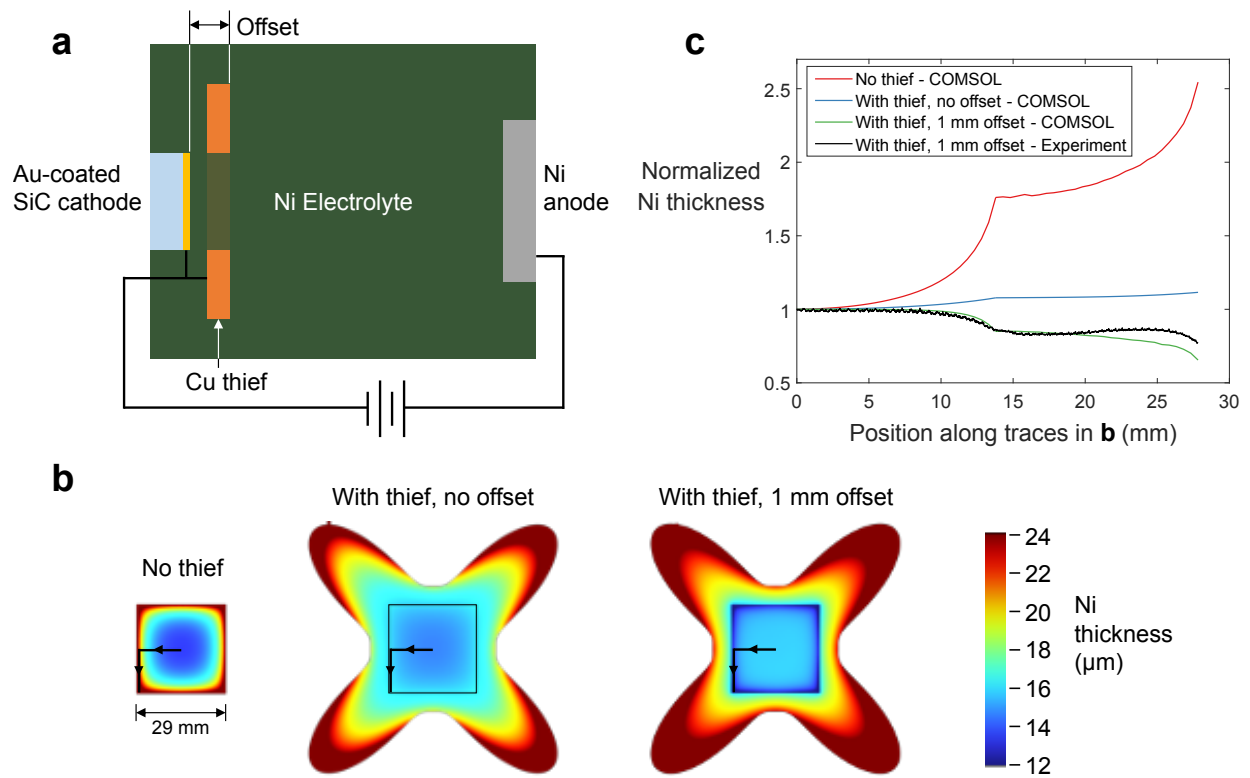 a
Offset
Au-coated
SiC cathode
Ni Electrolyte
Ni
anode
Cu thief
c
No thief - COMSOL
With thief, no offset - COMSOL
With thief, 1 mm offset - COMSOL
With thief, 1 mm offset - Experiment
Normalized
Ni thickness
2.5
2
1.5
1
0.5
0 5 10 15 20 25 30
Position along traces in b (mm)
b
No thief
29 mm
With thief, no offset
With thief, 1 mm offset
24
22
20
18
16
14
12
Ni
thickness
(μm)